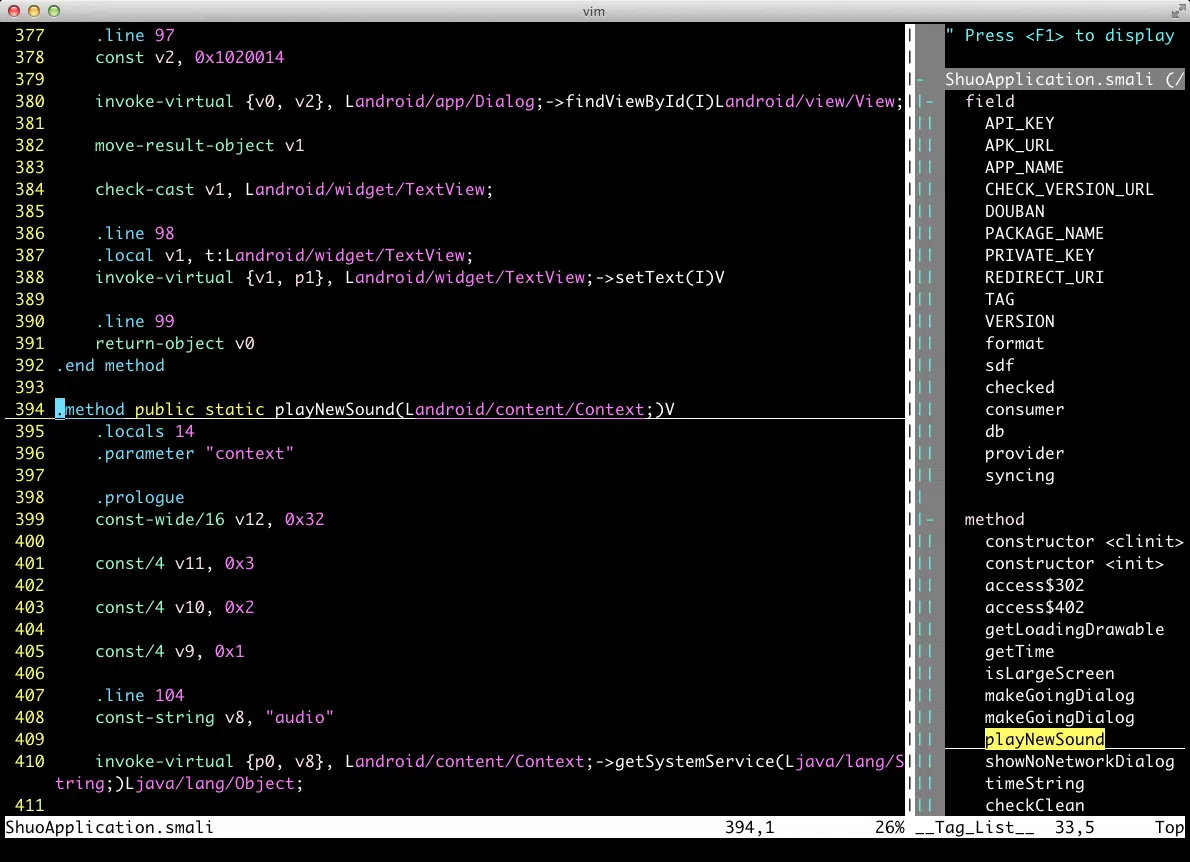 vim
377     .line 97
378     const v2, 0x1020014
379
380     invoke-virtual {v0, v2}, Landroid/app/Dialog;->findViewById(I)Landroid/view/View;
381
382     move-result-object v1
383
384     check-cast v1, Landroid/widget/TextView;
385
386     .line 98
387     .local v1, t:Landroid/widget/TextView;
388     invoke-virtual {v1, p1}, Landroid/widget/TextView;->setText(I)V
389
390     .line 99
391     return-object v0
392 .end method
393
394 .method public static playNewSound(Landroid/content/Context;)V
395     .locals 14
396     .parameter "context"
397
398     .prologue
399     const-wide/16 v12, 0x32
400
401     const/4 v11, 0x3
402
403     const/4 v10, 0x2
404
405     const/4 v9, 0x1
406
407     .line 104
408     const-string v8, "audio"
409
410     invoke-virtual {p0, v8}, Landroid/content/Context;->getSystemService(Ljava/lang/S
tring;)Ljava/lang/Object;
411
ShuoApplication.smali 394,1 26%
" Press <F1> to display
- ShuoApplication.smali (/
|- field
|| API_KEY
|| APK_URL
|| APP_NAME
|| CHECK_VERSION_URL
|| DOUBAN
|| PACKAGE_NAME
|| PRIVATE_KEY
|| REDIRECT_URI
|| TAG
|| VERSION
|| format
|| sdf
|| checked
|| consumer
|| db
|| provider
|| syncing
|
|- method
|| constructor <clinit>
|| constructor <init>
|| access$302
|| access$402
|| getLoadingDrawable
|| getTime
|| isLargeScreen
|| makeGoingDialog
|| makeGoingDialog
|| playNewSound
|| showNoNetworkDialog
|| timeString
|| checkClean
__Tag_List__ 33,5 Top